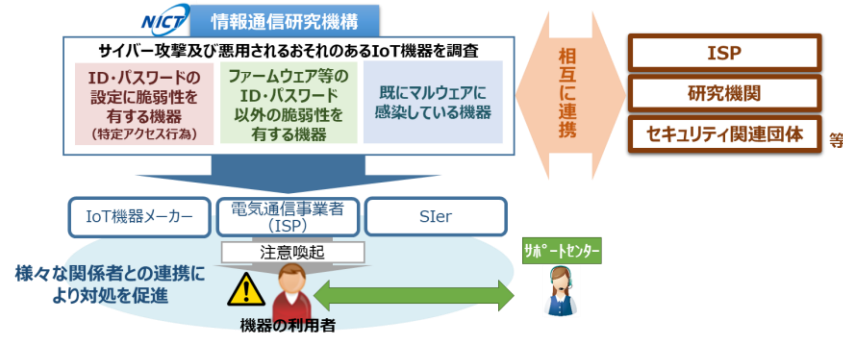 NICT 情報通信研究機構
サイバー攻撃及び悪用されるおそれのあるIoT機器を調査
ID・パスワードの
設定に脆弱性を
有する機器
(特定アクセス行為)
ファームウェア等の
ID・パスワード
以外の脆弱性を
有する機器
既にマルウェアに
感染している機器
相互に連携
ISP
研究機関
セキュリティ関連団体
等
IoT機器メーカー
電気通信事業者
(ISP)
SIer
注意喚起
サポートセンター
様々な関係者との連携に
より対処を促進
機器の利用者